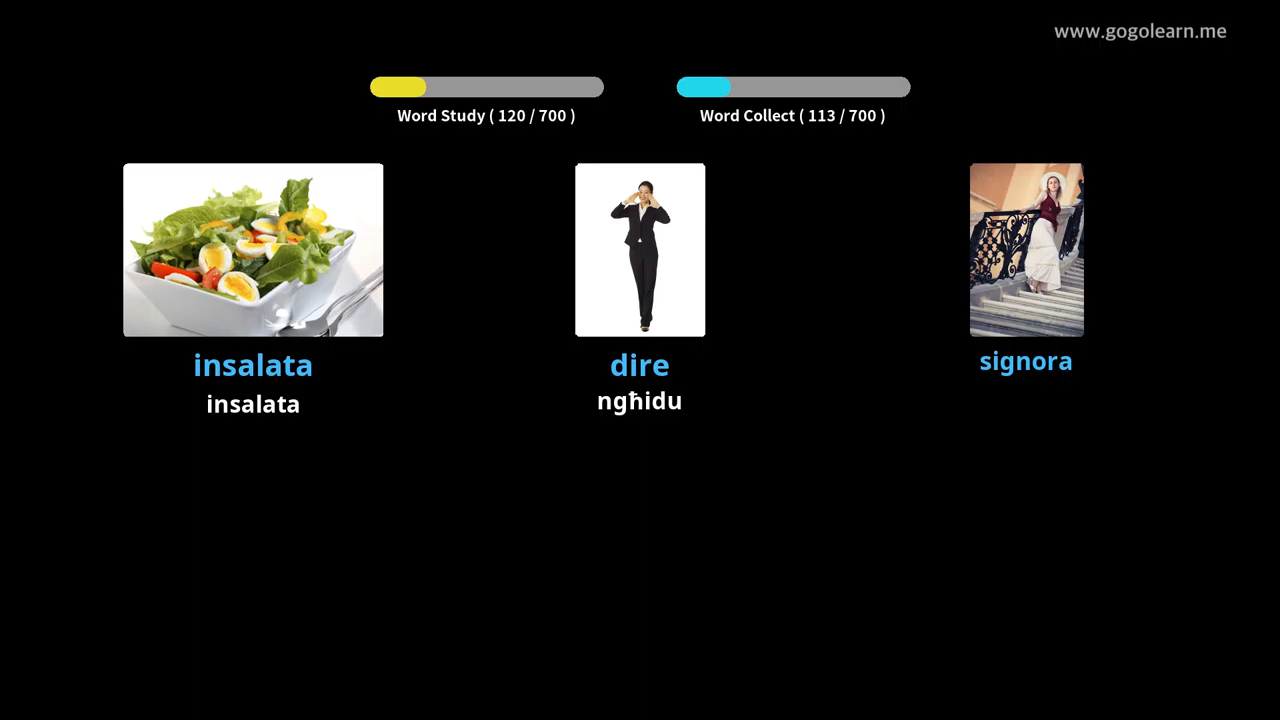 www.gogolearn.me
Word Study ( 120 / 700 )
Word Collect ( 113 / 700 )
insalata
insalata
dire
ngħidu
signora